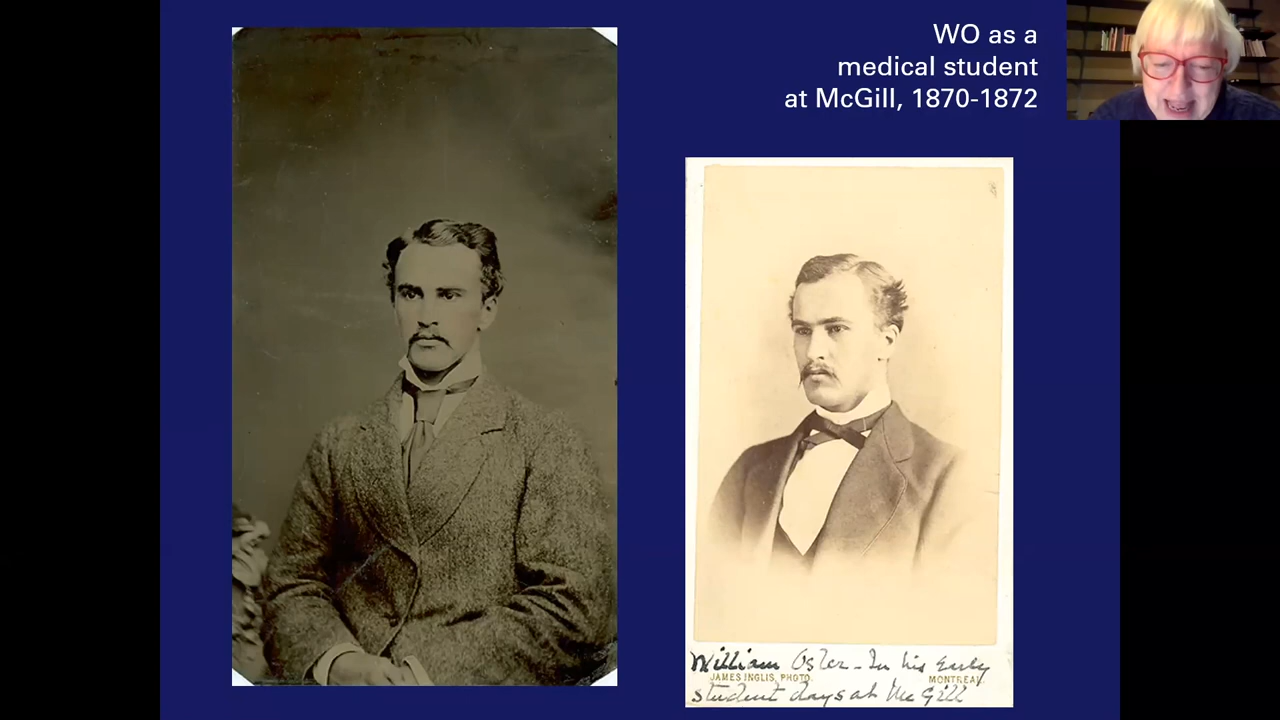 WO as a
medical student
at McGill, 1870-1872
William Osler - In his Early
JAMES INGLIS, PHOTO. MONTREAL.
student days at McGill